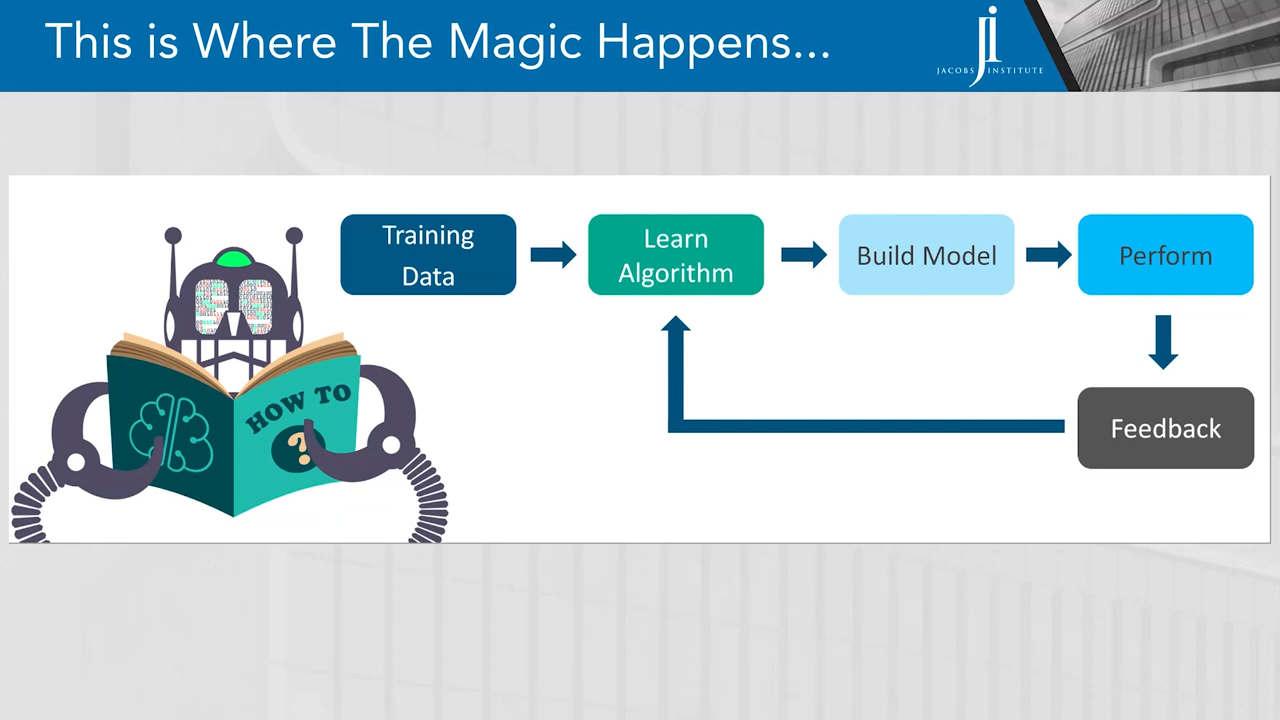 This is Where The Magic Happens...
JACOBS INSTITUTE
Training
Data
Learn
Algorithm
Build Model
Perform
Feedback
HOW TO
?